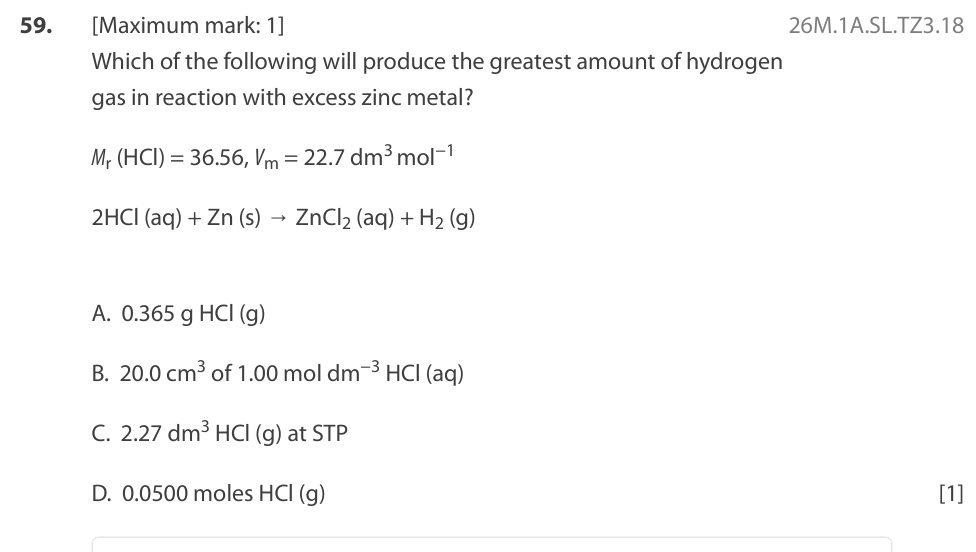 59. [Maximum mark: 1] 26M.1A.SL.TZ3.18
Which of the following will produce the greatest amount of hydrogen
gas in reaction with excess zinc metal?
Mᵣ (HCl) = 36.56, Vₘ = 22.7 dm³ mol⁻¹
2HCl (aq) + Zn (s) → ZnCl₂ (aq) + H₂ (g)
A. 0.365 g HCl (g)
B. 20.0 cm³ of 1.00 mol dm⁻³ HCl (aq)
C. 2.27 dm³ HCl (g) at STP
D. 0.0500 moles HCl (g) [1]